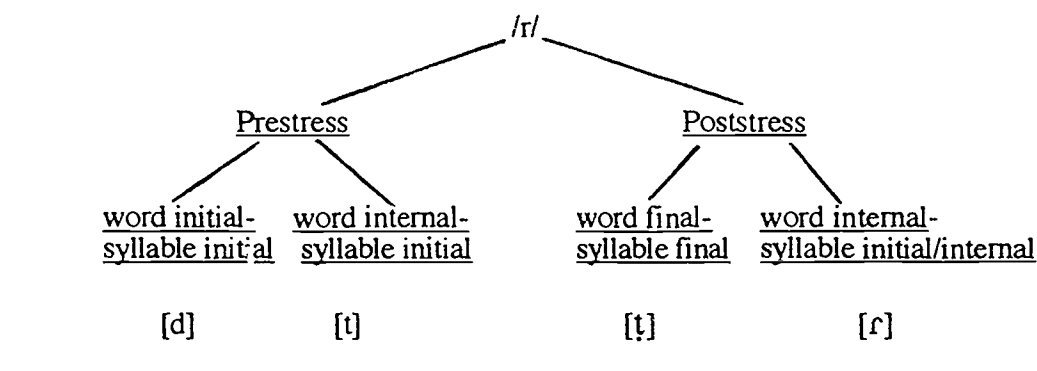 /r/
Prestress Poststress
word initial- word internal- word final- word internal-
syllable initial syllable initial syllable final syllable initial/internal
[d] [t] [ṭ] [ɾ]